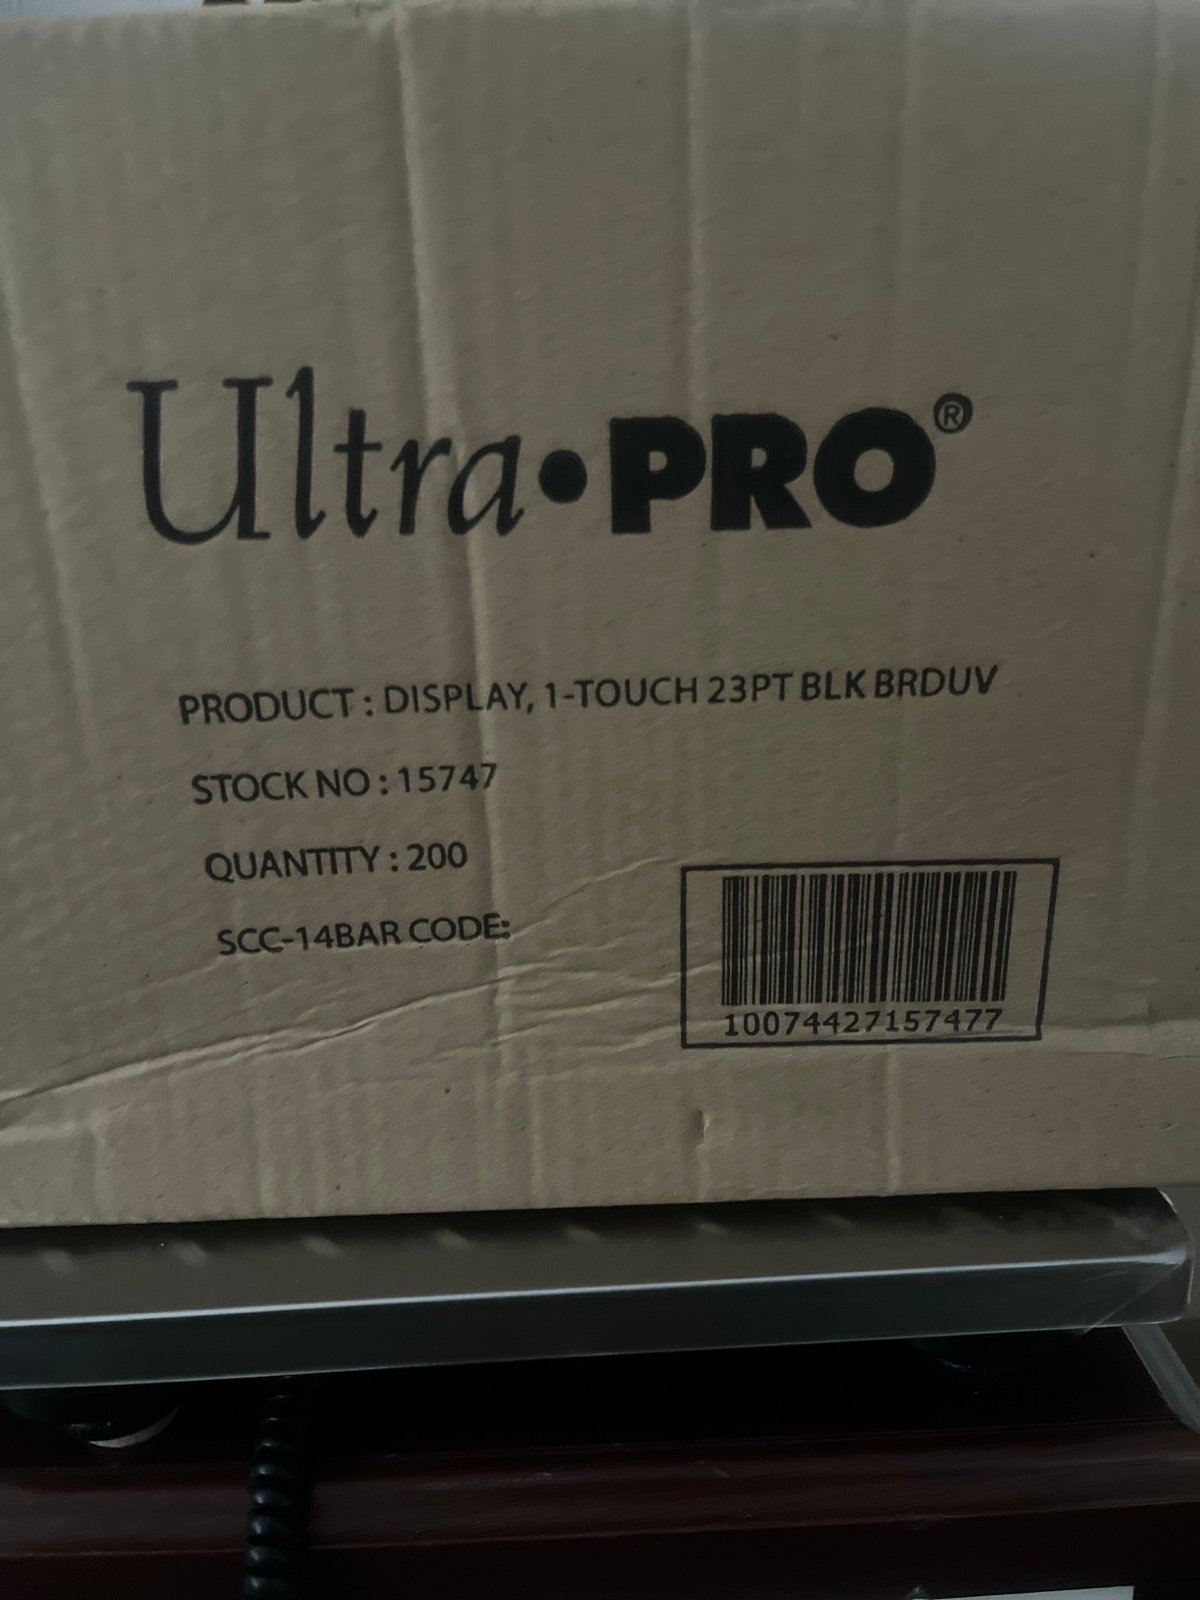 Ultra•PRO®
PRODUCT : DISPLAY, 1-TOUCH 23PT BLK BRDUV
STOCK NO : 15747
QUANTITY : 200
SCC-14BAR CODE:
10074427157477